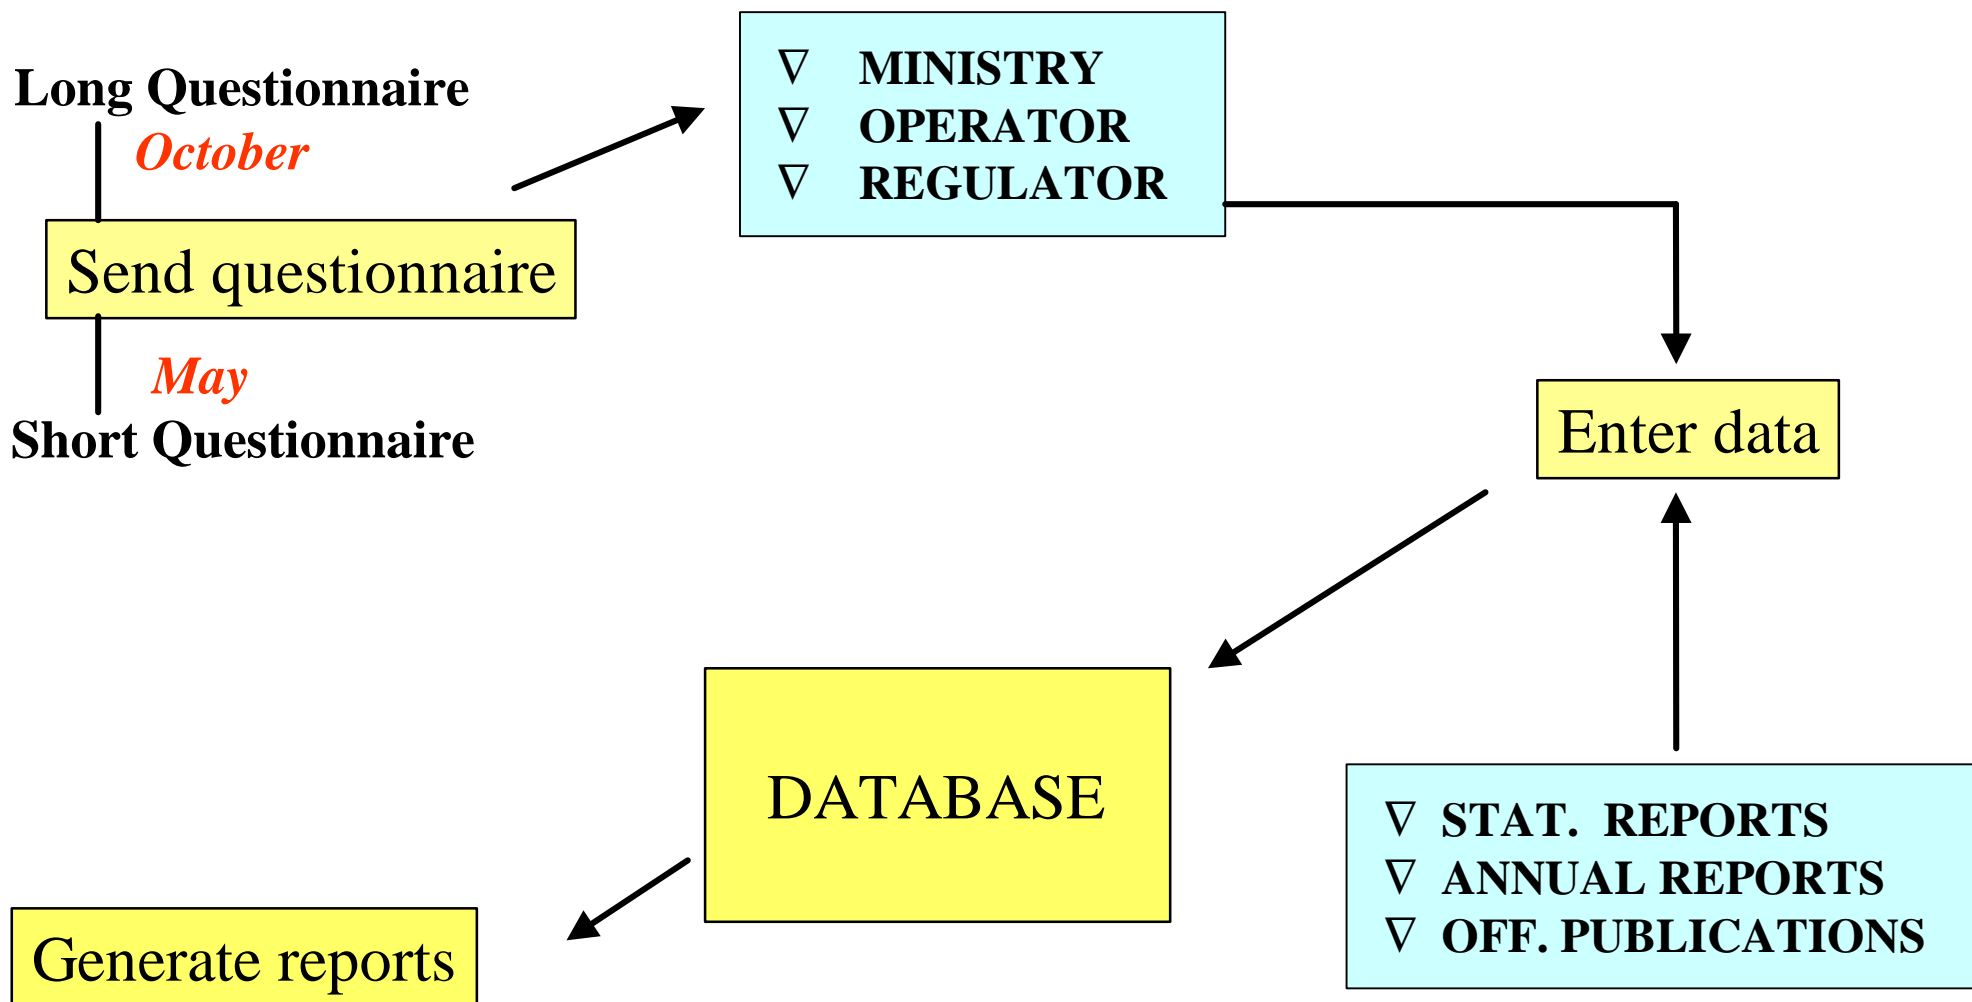 Long Questionnaire
October
Send questionnaire
May
Short Questionnaire
∇ MINISTRY
∇ OPERATOR
∇ REGULATOR
Enter data
DATABASE
∇ STAT. REPORTS
∇ ANNUAL REPORTS
∇ OFF. PUBLICATIONS
Generate reports